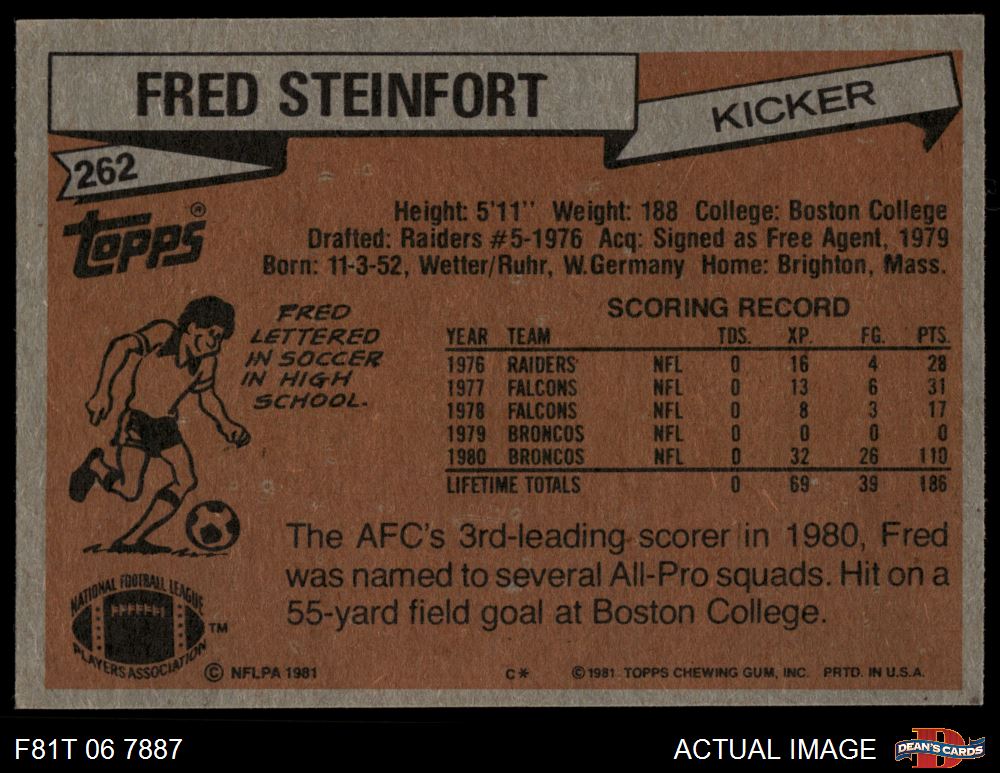 FRED STEINFORT
KICKER
262
TOPPS®
Height: 5'11" Weight: 188 College: Boston College
Drafted: Raiders #5-1976 Acq: Signed as Free Agent, 1979
Born: 11-3-52, Wetter/Ruhr, W.Germany Home: Brighton, Mass.
FRED
LETTERED
IN SOCCER
IN HIGH
SCHOOL.
SCORING RECORD
YEAR TEAM TDS. XP. FG. PTS.
1976 RAIDERS NFL 0 16 4 28
1977 FALCONS NFL 0 13 6 31
1978 FALCONS NFL 0 8 3 17
1979 BRONCOS NFL 0 0 0 0
1980 BRONCOS NFL 0 32 26 110
LIFETIME TOTALS 0 69 39 186
The AFC's 3rd-leading scorer in 1980, Fred
was named to several All-Pro squads. Hit on a
55-yard field goal at Boston College.
NATIONAL FOOTBALL LEAGUE
PLAYERS ASSOCIATION
TM
© NFLPA 1981
C*
© 1981 TOPPS CHEWING GUM, INC. PRTD. IN U.S.A.
F81T 06 7887
ACTUAL IMAGE
D
DEAN'S CARDS